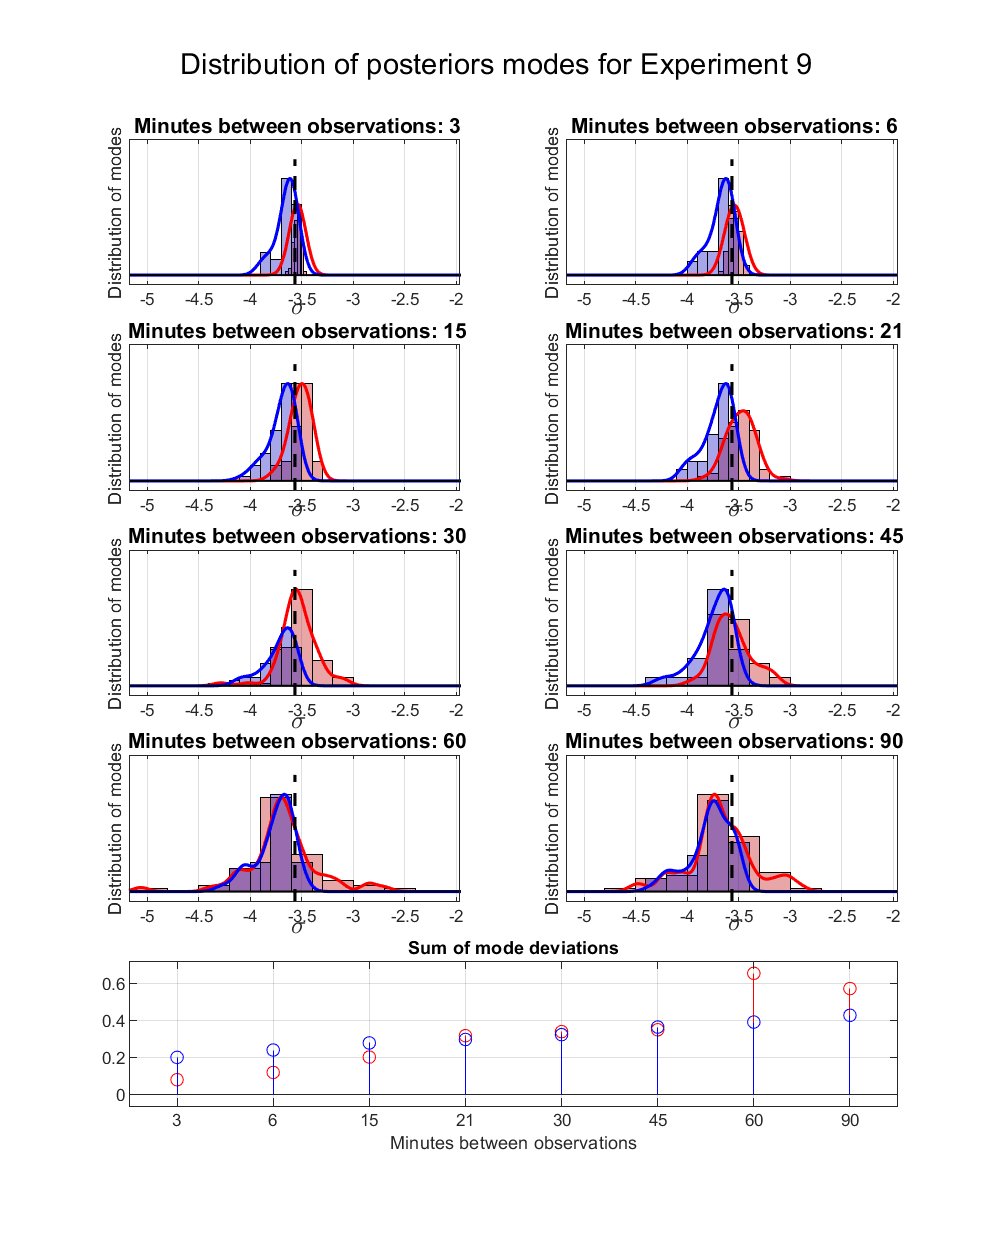 Distribution of posteriors modes for Experiment 9
Minutes between observations: 3
Distribution of modes
-5 -4.5 -4 -3.5 -3 -2.5 -2
σ
Minutes between observations: 6
Distribution of modes
-5 -4.5 -4 -3.5 -3 -2.5 -2
σ
Minutes between observations: 15
Distribution of modes
-5 -4.5 -4 -3.5 -3 -2.5 -2
σ
Minutes between observations: 21
Distribution of modes
-5 -4.5 -4 -3.5 -3 -2.5 -2
σ
Minutes between observations: 30
Distribution of modes
-5 -4.5 -4 -3.5 -3 -2.5 -2
σ
Minutes between observations: 45
Distribution of modes
-5 -4.5 -4 -3.5 -3 -2.5 -2
σ
Minutes between observations: 60
Distribution of modes
-5 -4.5 -4 -3.5 -3 -2.5 -2
σ
Minutes between observations: 90
Distribution of modes
-5 -4.5 -4 -3.5 -3 -2.5 -2
σ
Sum of mode deviations
0.6
0.4
0.2
0
3 6 15 21 30 45 60 90
Minutes between observations